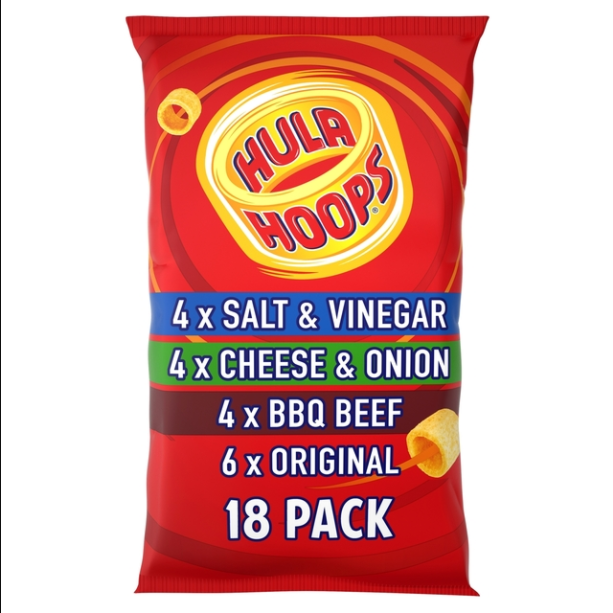 HULA
HOOPS®
4 x SALT & VINEGAR
4 x CHEESE & ONION
4 x BBQ BEEF
6 x ORIGINAL
18 PACK